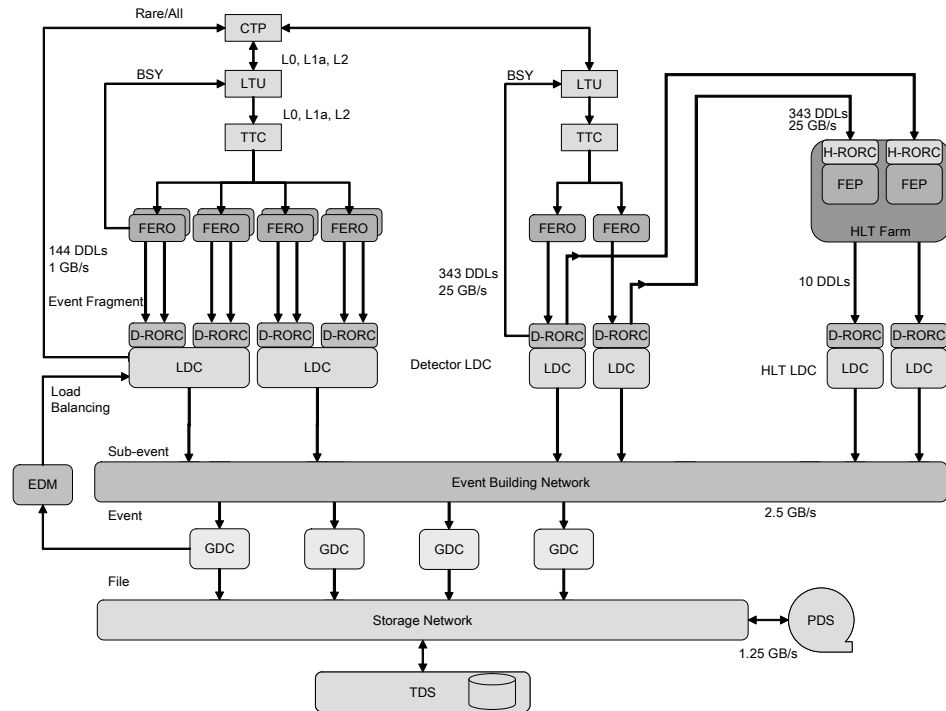 Rare/All
CTP
L0, L1a, L2
BSY
LTU
BSY
LTU
L0, L1a, L2
343 DDLs
25 GB/s
TTC
TTC
H-RORC
H-RORC
FEP
FEP
HLT Farm
FERO
FERO
FERO
FERO
FERO
FERO
144 DDLs
1 GB/s
343 DDLs
25 GB/s
10 DDLs
Event Fragment
D-RORC
D-RORC
D-RORC
D-RORC
D-RORC
D-RORC
D-RORC
D-RORC
LDC
LDC
Detector LDC
LDC
LDC
HLT LDC
LDC
LDC
Load
Balancing
Sub-event
EDM
Event Building Network
Event
2.5 GB/s
GDC
GDC
GDC
GDC
File
Storage Network
PDS
1.25 GB/s
TDS